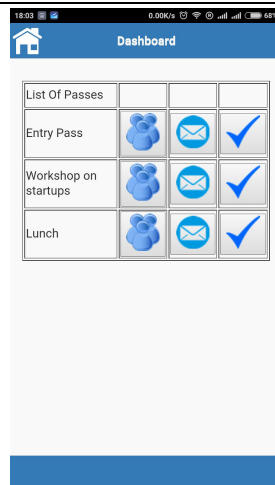 18:03 0.00K/s 68%
Dashboard
List Of Passes
Entry Pass
Workshop on
startups
Lunch